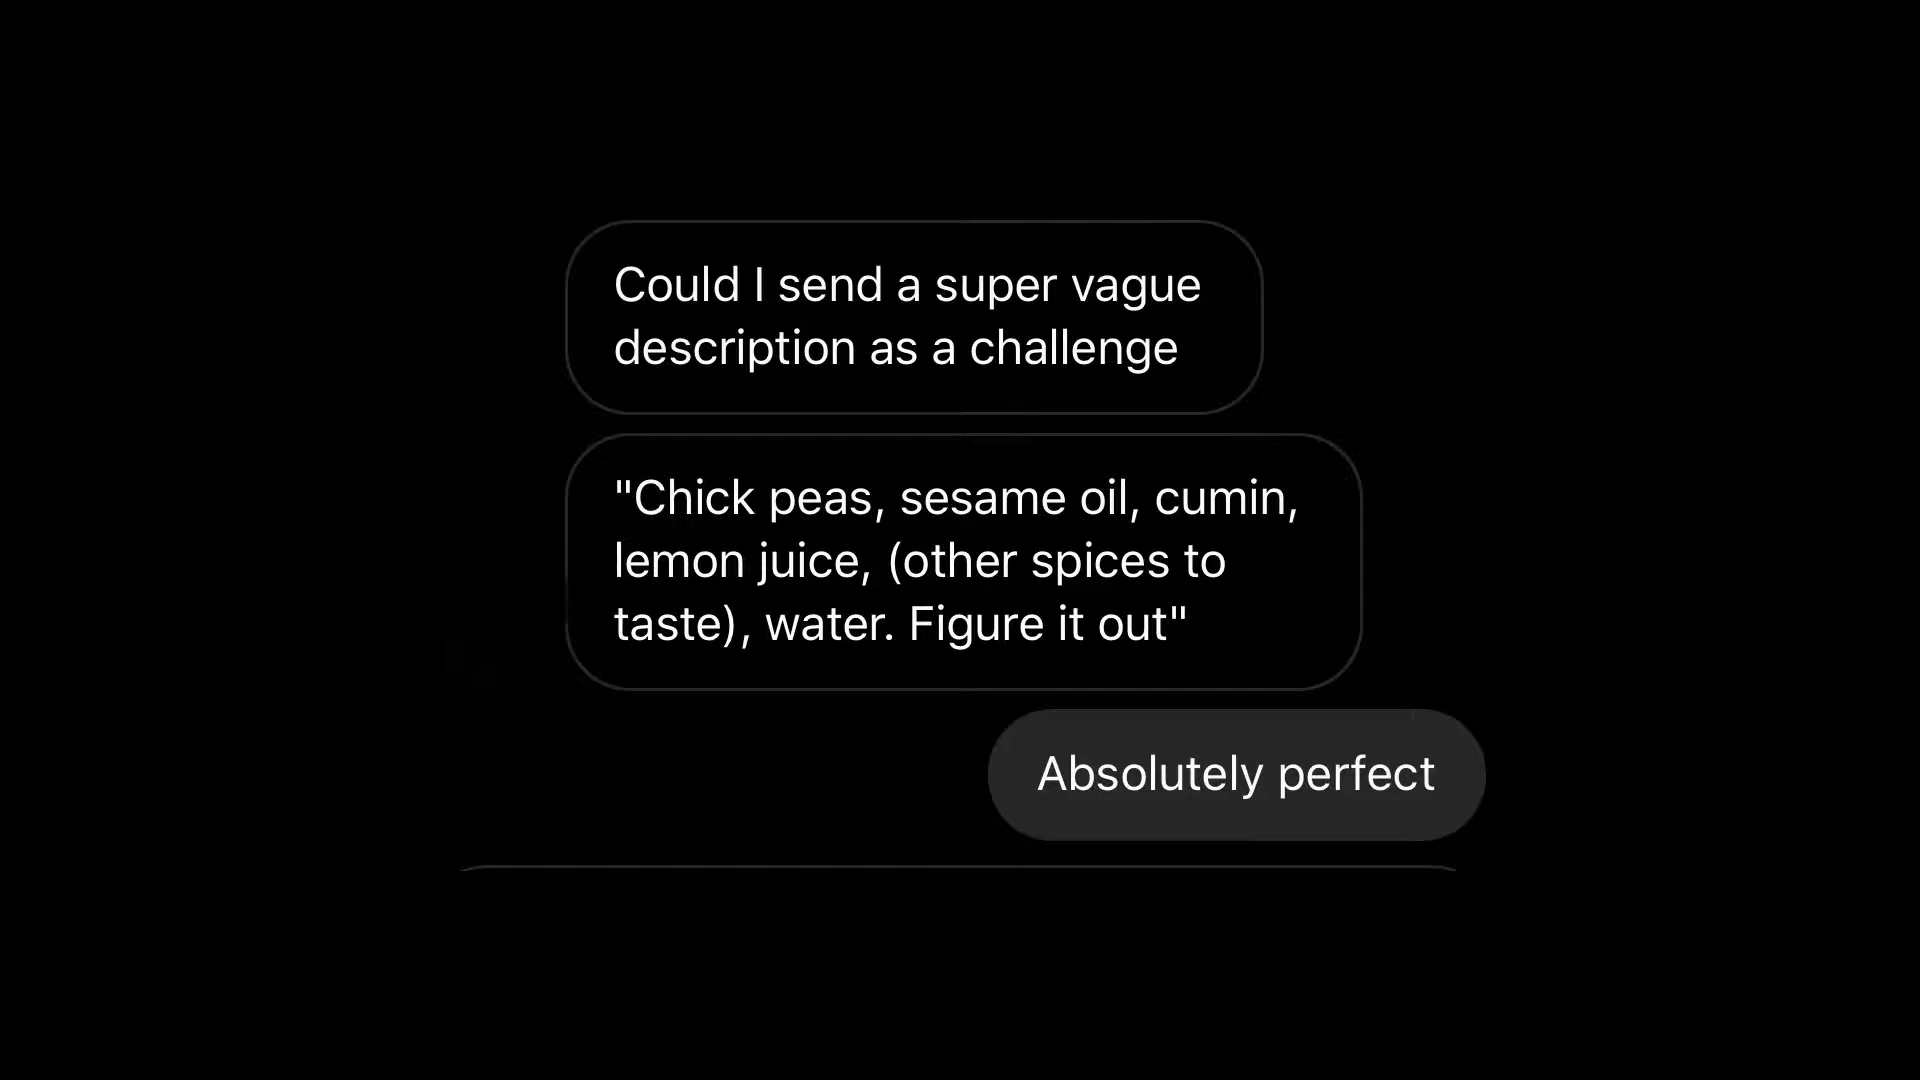 Could I send a super vague
description as a challenge
"Chick peas, sesame oil, cumin,
lemon juice, (other spices to
taste), water. Figure it out"
Absolutely perfect